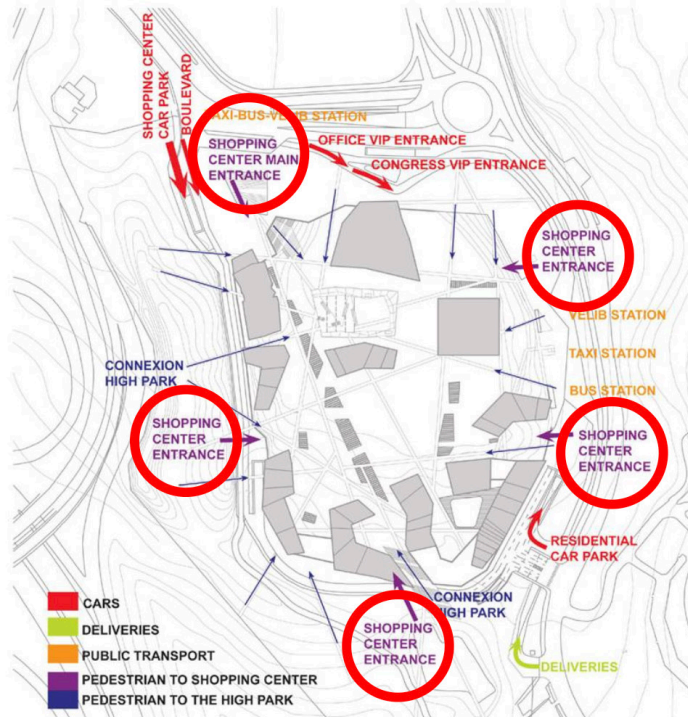 SHOPPING CENTER
CAR PARK
BOULEVARD
TAXI-BUS-VELIB STATION
SHOPPING
CENTER MAIN
ENTRANCE
OFFICE VIP ENTRANCE
CONGRESS VIP ENTRANCE
SHOPPING
CENTER
ENTRANCE
VELIB STATION
TAXI STATION
BUS STATION
CONNEXION
HIGH PARK
SHOPPING
CENTER
ENTRANCE
SHOPPING
CENTER
ENTRANCE
RESIDENTIAL
CAR PARK
CONNEXION
HIGH PARK
SHOPPING
CENTER
ENTRANCE
DELIVERIES
CARS
DELIVERIES
PUBLIC TRANSPORT
PEDESTRIAN TO SHOPPING CENTER
PEDESTRIAN TO THE HIGH PARK